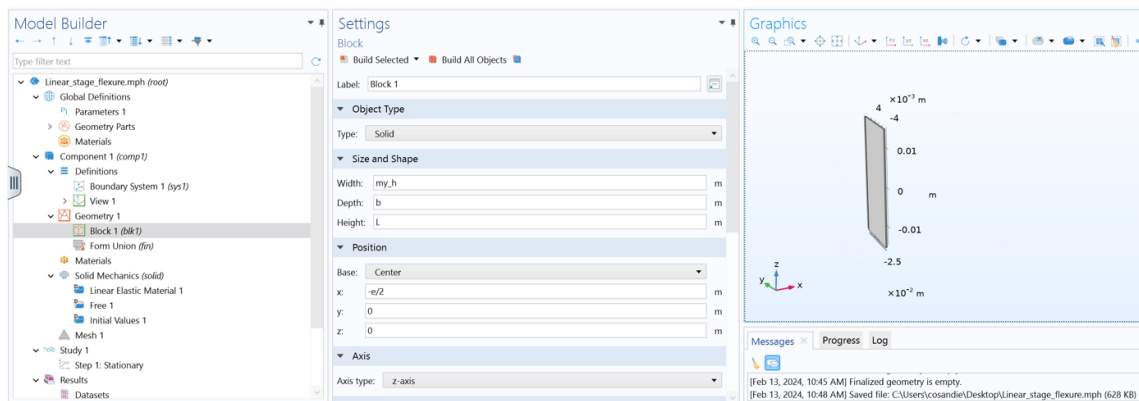 Model Builder
Type filter text
Linear_stage_flexure.mph (root)
Global Definitions
Pi Parameters 1
Geometry Parts
Materials
Component 1 (comp1)
Definitions
Boundary System 1 (sys1)
View 1
Geometry 1
Block 1 (blk1)
Form Union (fin)
Materials
Solid Mechanics (solid)
Linear Elastic Material 1
Free 1
Initial Values 1
Mesh 1
Study 1
Step 1: Stationary
Results
Datasets
Settings
Block
Build Selected Build All Objects
Label: Block 1
Object Type
Type: Solid
Size and Shape
Width: my_h m
Depth: b m
Height: L m
Position
Base: Center
x: -e/2 m
y: 0 m
z: 0 m
Axis
Axis type: z-axis
Graphics
×10⁻³ m
4
-4
0.01
0 m
-0.01
-2.5
×10⁻² m
z
y
x
Messages Progress Log
[Feb 13, 2024, 10:45 AM] Finalized geometry is empty.
[Feb 13, 2024, 10:48 AM] Saved file: C:\Users\cosandie\Desktop\Linear_stage_flexure.mph (628 KB)